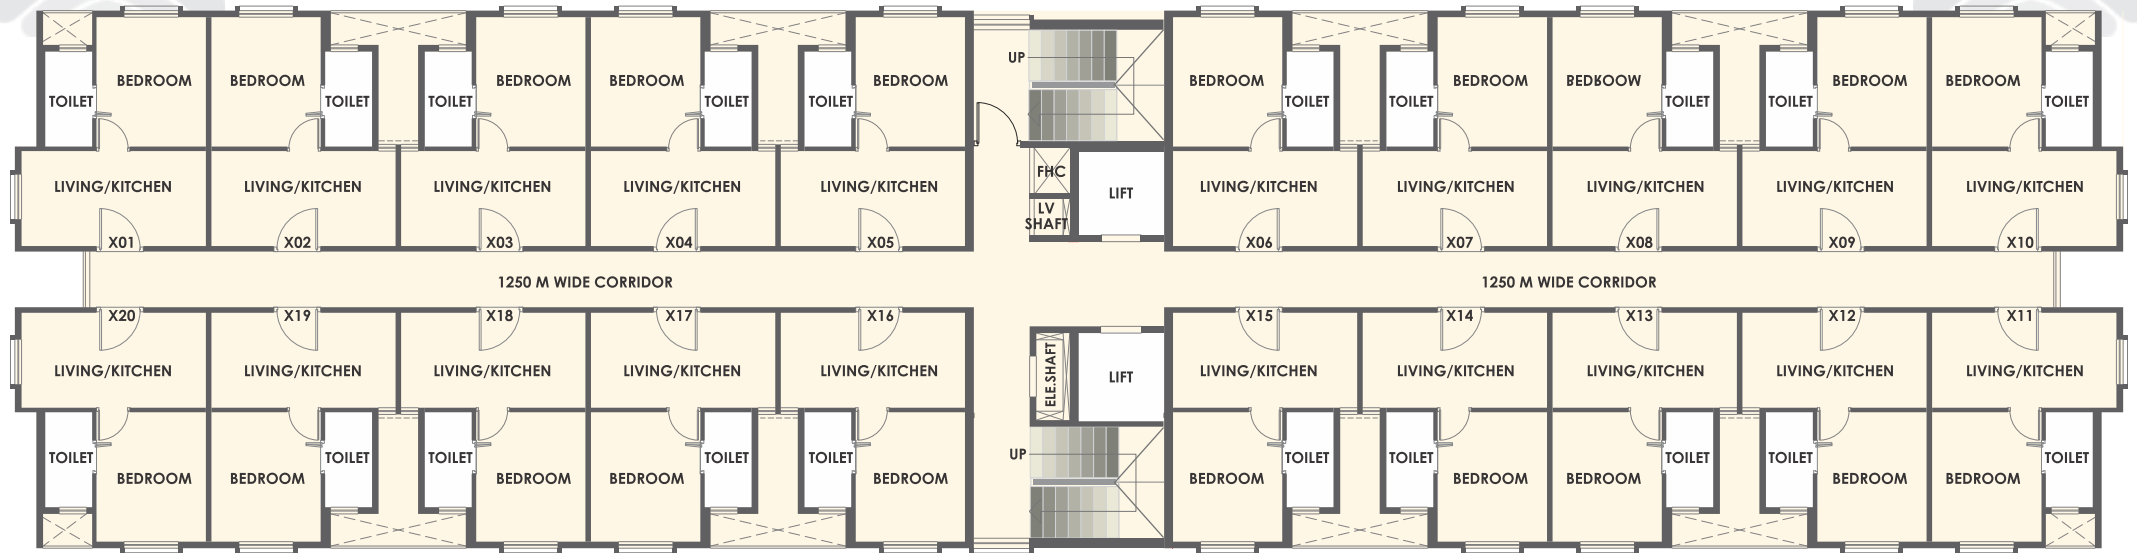 UP
BEDROOM BEDROOM BEDROOM BEDROOM BEDROOM BEDROOM BEDROOM BEDЯOOW BEDROOM BEDROOM
TOILET TOILET TOILET TOILET TOILET TOILET TOILET TOILET TOILET TOILET
FHC
LIVING/KITCHEN LIVING/KITCHEN LIVING/KITCHEN LIVING/KITCHEN LIVING/KITCHEN LIFT LIVING/KITCHEN LIVING/KITCHEN LIVING/KITCHEN LIVING/KITCHEN LIVING/KITCHEN
LV
SHAFT
X01 X02 X03 X04 X05 X06 X07 X08 X09 X10
1250 M WIDE CORRIDOR 1250 M WIDE CORRIDOR
X20 X19 X18 X17 X16 X15 X14 X13 X12 X11
LIVING/KITCHEN LIVING/KITCHEN LIVING/KITCHEN LIVING/KITCHEN LIVING/KITCHEN ELE.SHAFT LIFT LIVING/KITCHEN LIVING/KITCHEN LIVING/KITCHEN LIVING/KITCHEN LIVING/KITCHEN
TOILET TOILET TOILET TOILET TOILET UP TOILET TOILET TOILET TOILET TOILET
BEDROOM BEDROOM BEDROOM BEDROOM BEDROOM BEDROOM BEDROOM BEDROOM BEDROOM BEDROOM